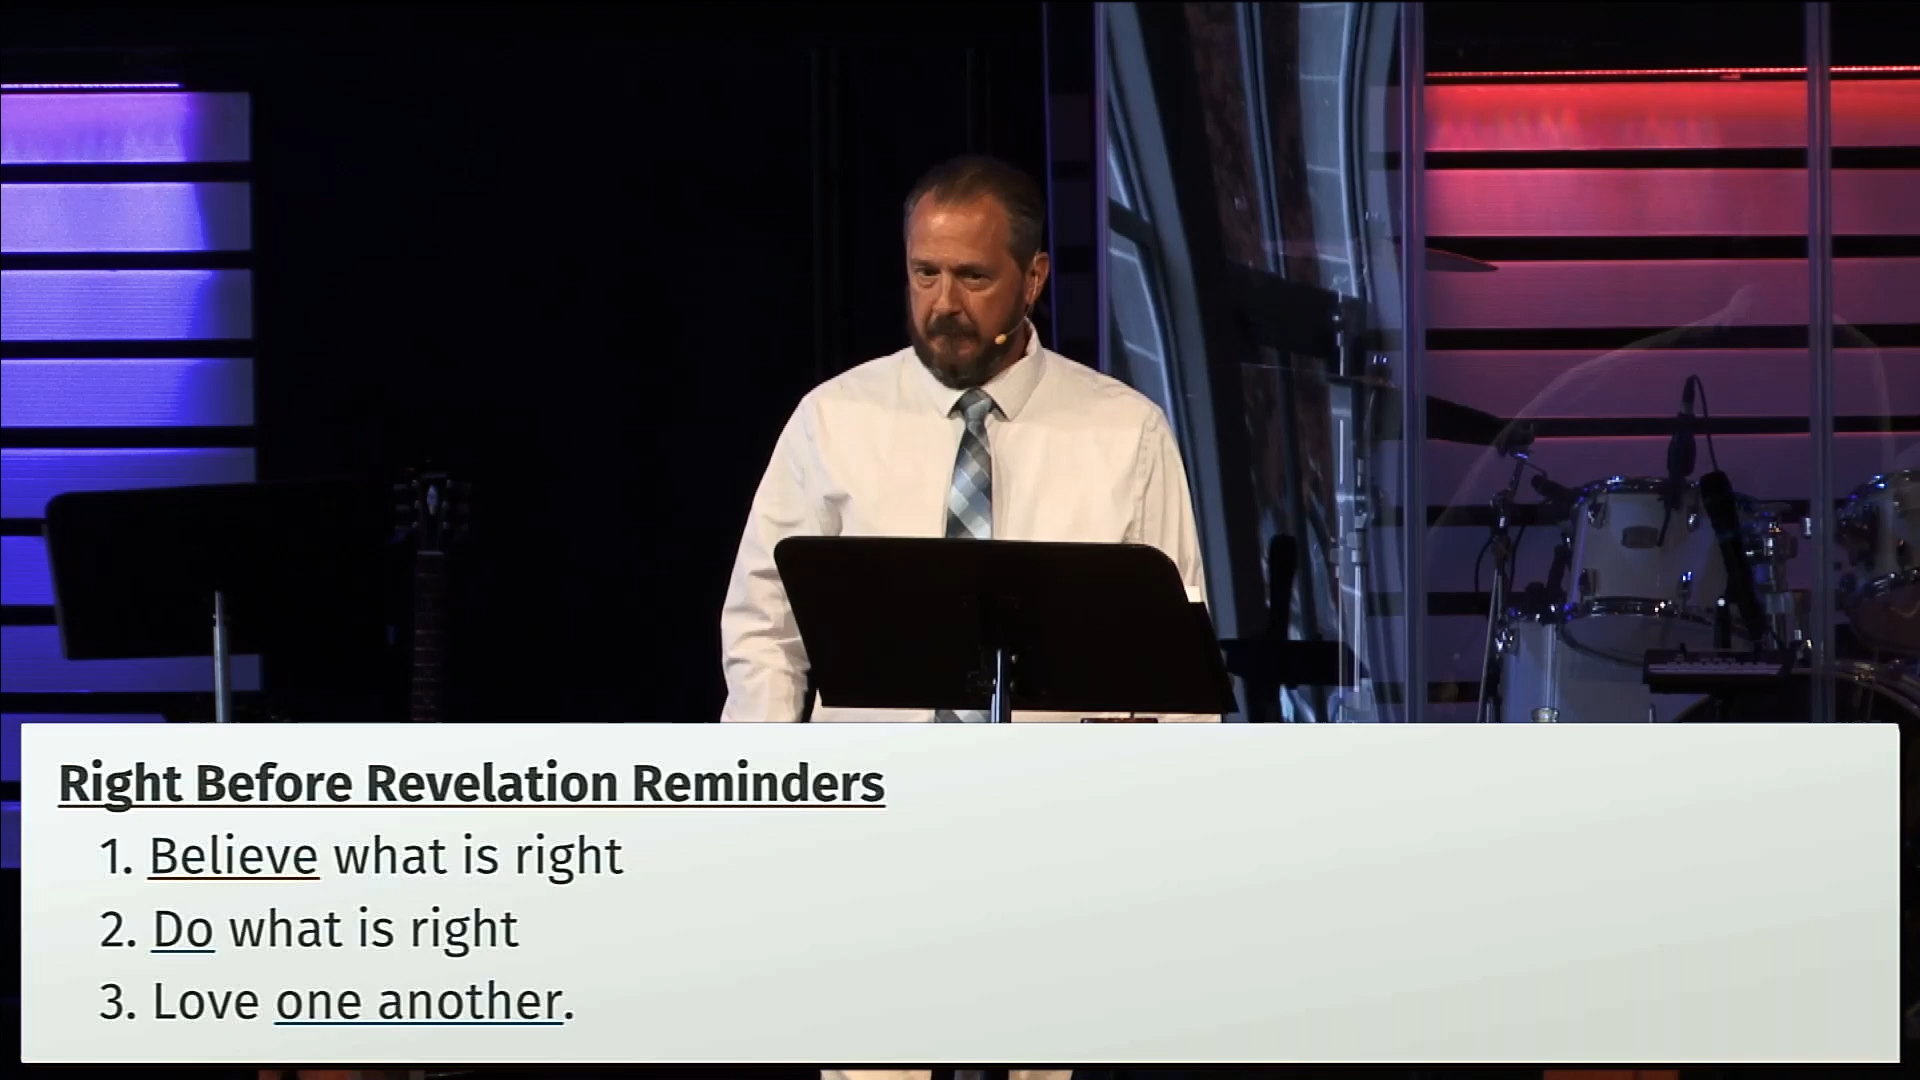 Right Before Revelation Reminders
1. Believe what is right
2. Do what is right
3. Love one another.